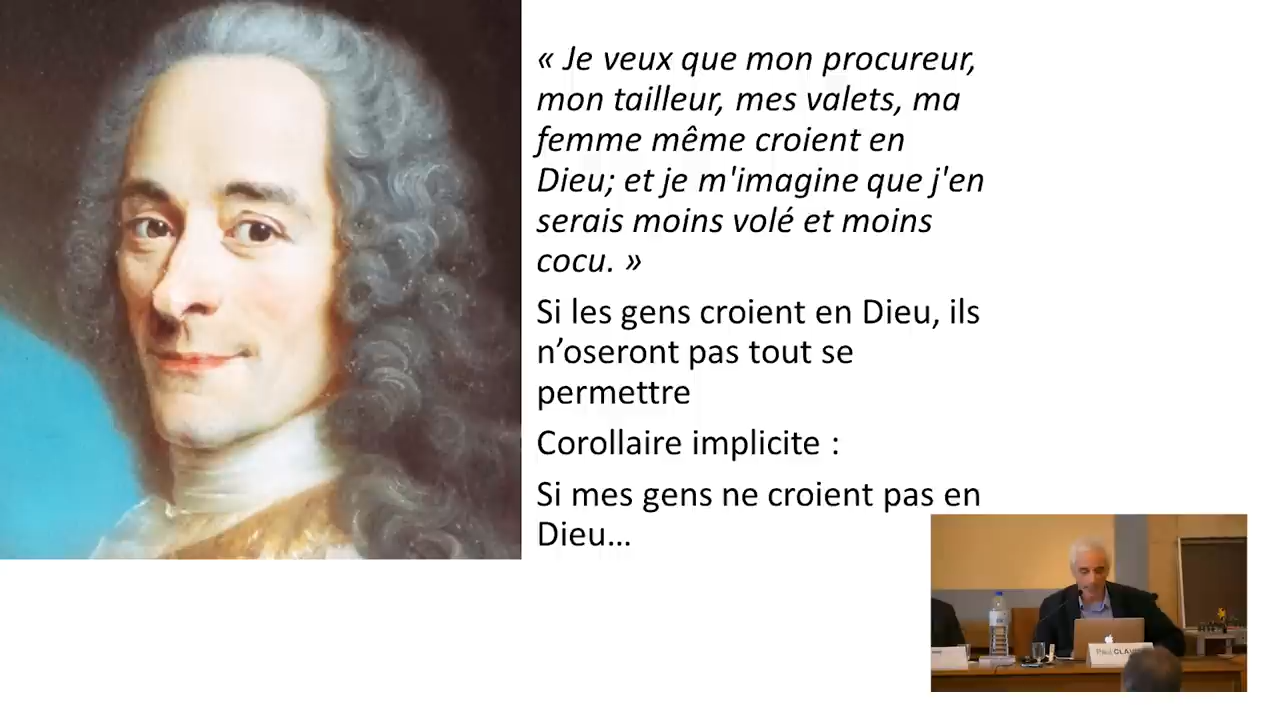 « Je veux que mon procureur,
mon tailleur, mes valets, ma
femme même croient en
Dieu; et je m'imagine que j'en
serais moins volé et moins
cocu. »
Si les gens croient en Dieu, ils
n’oseront pas tout se
permettre
Corollaire implicite :
Si mes gens ne croient pas en
Dieu…
Paul